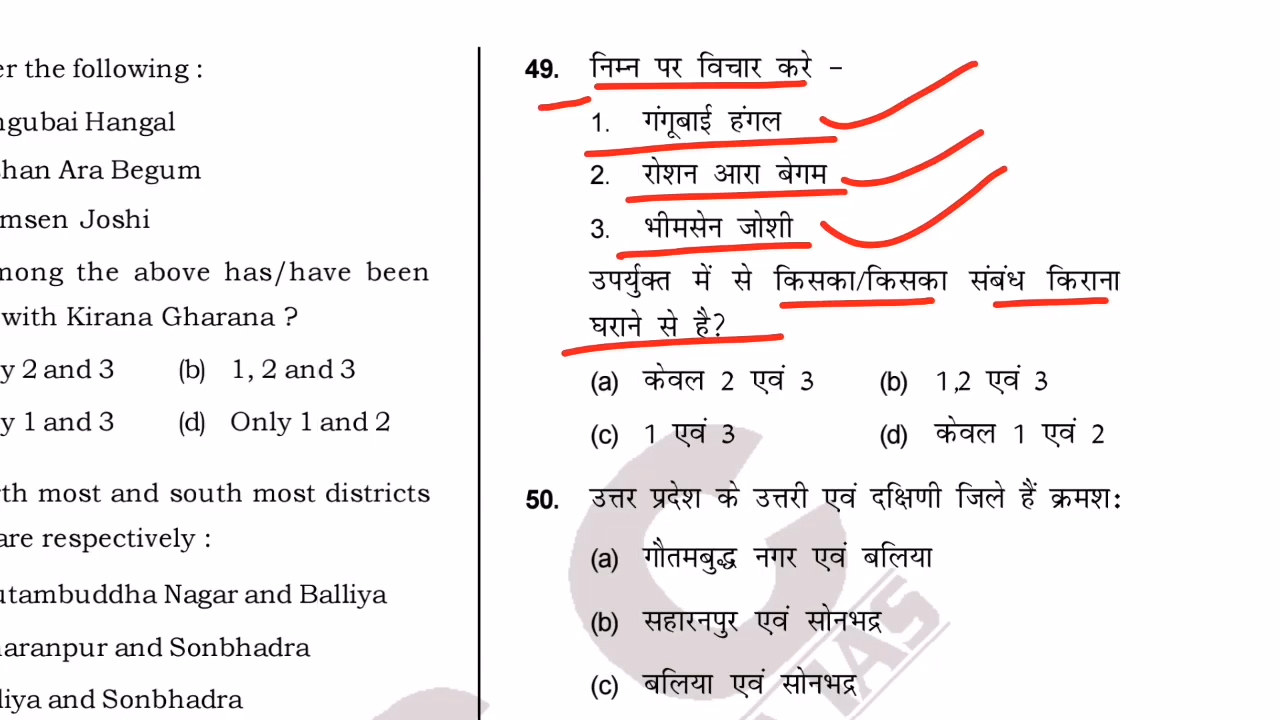 er the following :
ngubai Hangal
han Ara Begum
msen Joshi
mong the above has/have been
with Kirana Gharana ?
y 2 and 3 (b) 1, 2 and 3
y 1 and 3 (d) Only 1 and 2
th most and south most districts
are respectively :
utambuddha Nagar and Balliya
aranpur and Sonbhadra
liya and Sonbhadra
49. निम्न पर विचार करे –
1. गंगूबाई हंगल
2. रोशन आरा बेगम
3. भीमसेन जोशी
उपर्युक्त में से किसका/किसका संबंध किराना
घराने से है?
(a) केवल 2 एवं 3 (b) 1,2 एवं 3
(c) 1 एवं 3 (d) केवल 1 एवं 2
50. उत्तर प्रदेश के उत्तरी एवं दक्षिणी जिले हैं क्रमश:
(a) गौतमबुद्ध नगर एवं बलिया
(b) सहारनपुर एवं सोनभद्र
(c) बलिया एवं सोनभद्र
IAS